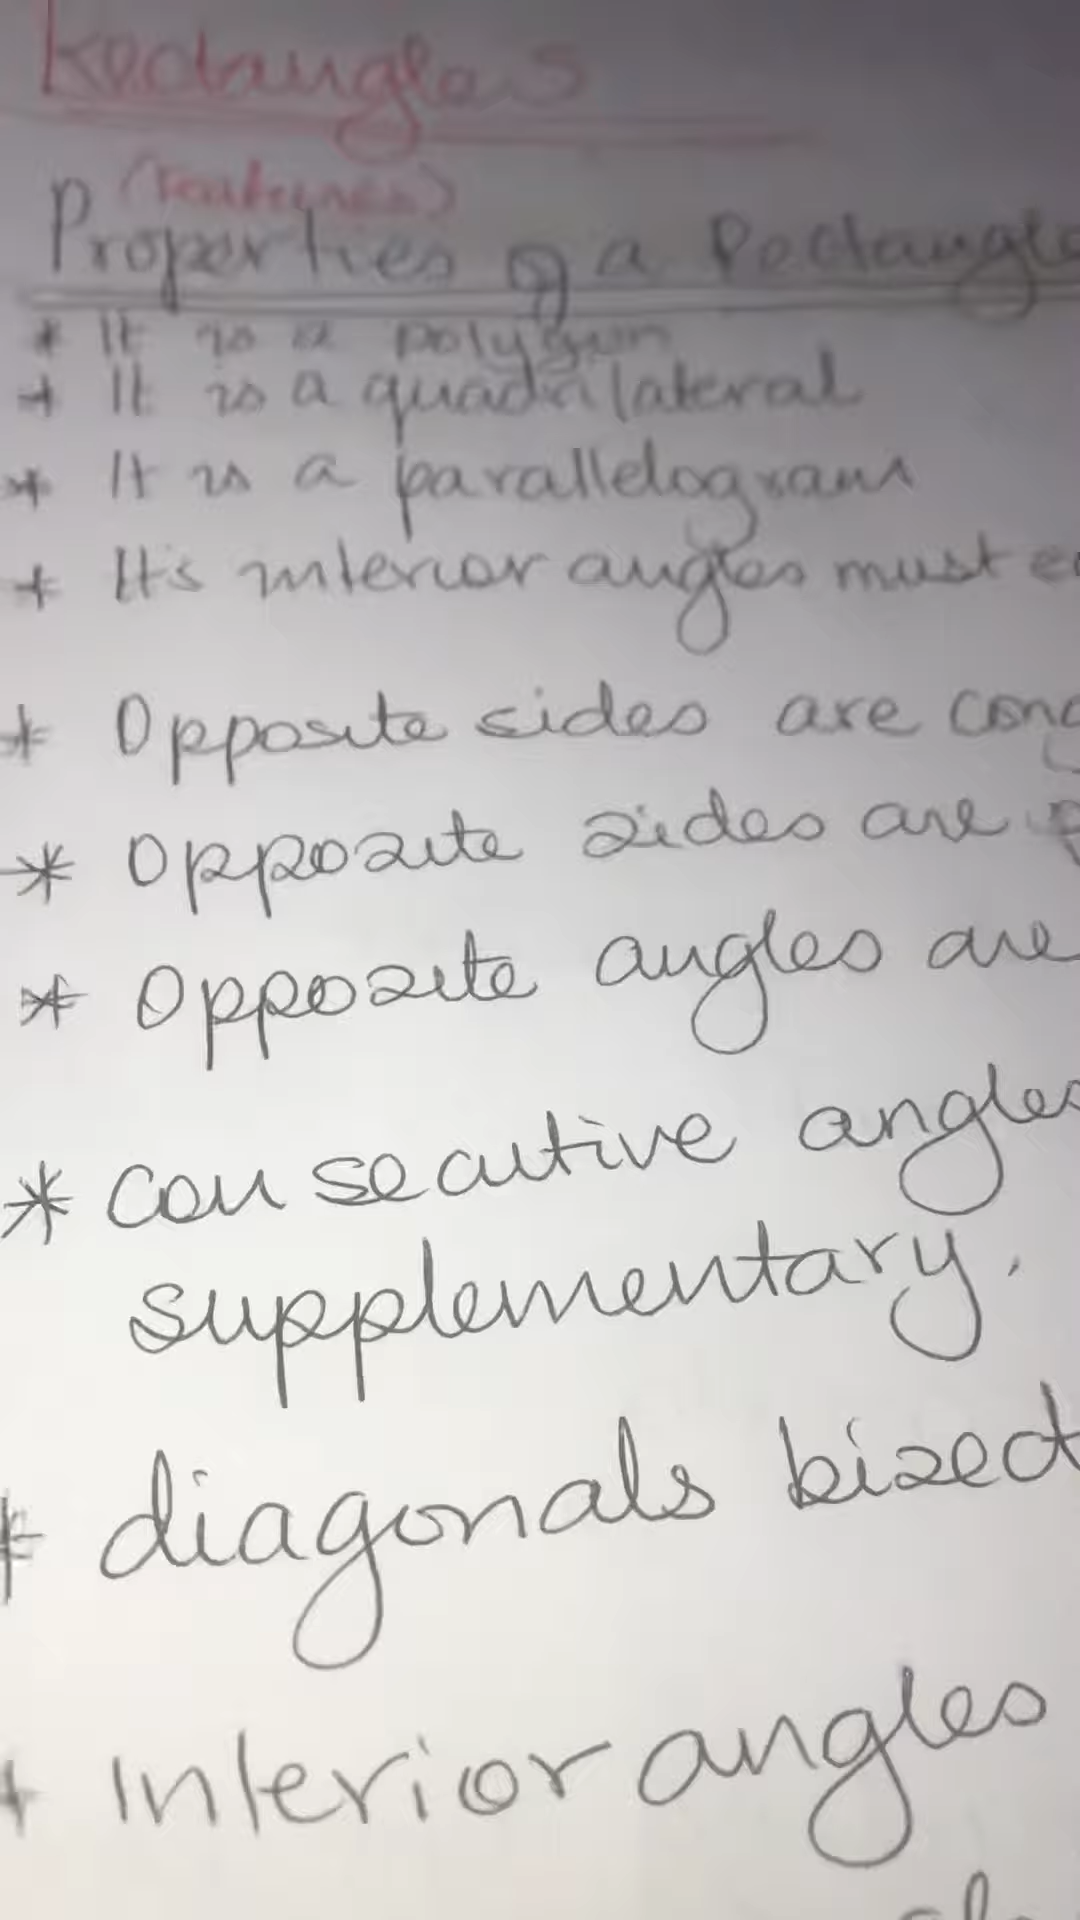 Rectangles
(Features)
Properties of a Rectangle
* It is a polygon
* It is a quadrilateral
* It is a parallelogram
* It's interior angles must
* Opposite sides are cong
* Opposite sides are
* Opposite angles are
* Consecutive angles
supplementary.
* diagonals bisect
* Interior angles